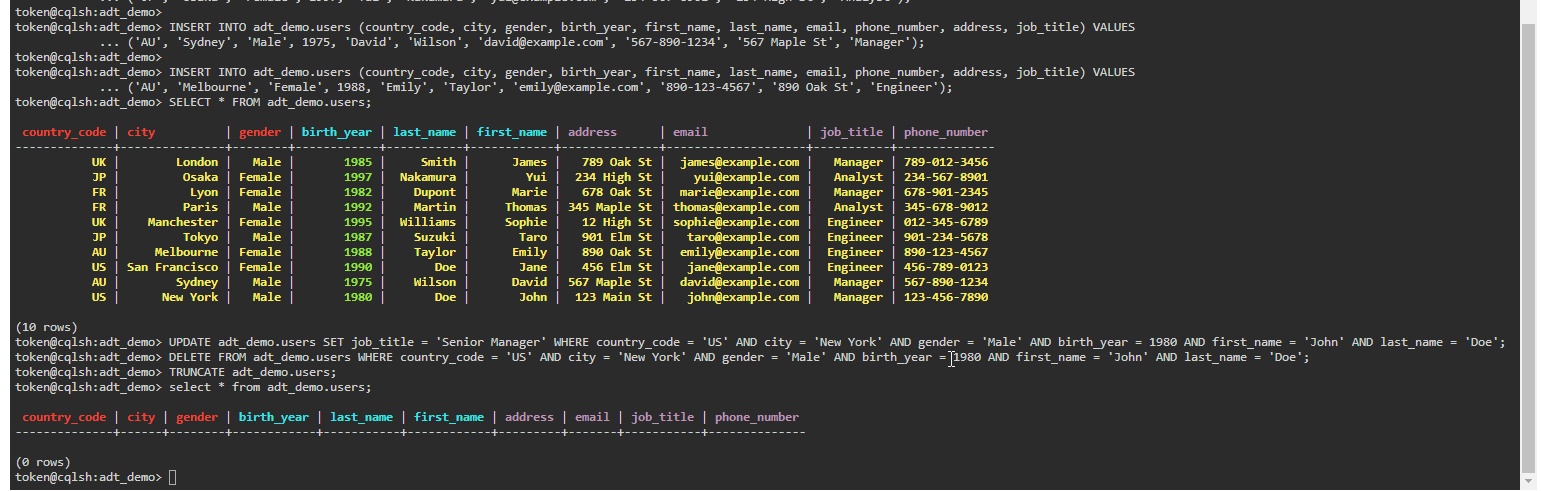 token@cqlsh:adt_demo>
token@cqlsh:adt_demo> INSERT INTO adt_demo.users (country_code, city, gender, birth_year, first_name, last_name, email, phone_number, address, job_title) VALUES
... ('AU', 'Sydney', 'Male', 1975, 'David', 'Wilson', 'david@example.com', '567-890-1234', '567 Maple St', 'Manager');
token@cqlsh:adt_demo>
token@cqlsh:adt_demo> INSERT INTO adt_demo.users (country_code, city, gender, birth_year, first_name, last_name, email, phone_number, address, job_title) VALUES
... ('AU', 'Melbourne', 'Female', 1988, 'Emily', 'Taylor', 'emily@example.com', '890-123-4567', '890 Oak St', 'Engineer');
token@cqlsh:adt_demo> SELECT * FROM adt_demo.users;
country_code | city | gender | birth_year | last_name | first_name | address | email | job_title | phone_number
--------------+---------------+--------+------------+-----------+------------+--------------+---------------------+-----------+--------------
UK | London | Male | 1985 | Smith | James | 789 Oak St | james@example.com | Manager | 789-012-3456
JP | Osaka | Female | 1997 | Nakamura | Yui | 234 High St | yui@example.com | Analyst | 234-567-8901
FR | Lyon | Female | 1982 | Dupont | Marie | 678 Oak St | marie@example.com | Manager | 678-901-2345
FR | Paris | Male | 1992 | Martin | Thomas | 345 Maple St | thomas@example.com | Analyst | 345-678-9012
UK | Manchester | Female | 1995 | Williams | Sophie | 12 High St | sophie@example.com | Engineer | 012-345-6789
JP | Tokyo | Male | 1987 | Suzuki | Taro | 901 Elm St | taro@example.com | Engineer | 901-234-5678
AU | Melbourne | Female | 1988 | Taylor | Emily | 890 Oak St | emily@example.com | Engineer | 890-123-4567
US | San Francisco | Female | 1990 | Doe | Jane | 456 Elm St | jane@example.com | Engineer | 456-789-0123
AU | Sydney | Male | 1975 | Wilson | David | 567 Maple St | david@example.com | Manager | 567-890-1234
US | New York | Male | 1980 | Doe | John | 123 Main St | john@example.com | Manager | 123-456-7890
(10 rows)
token@cqlsh:adt_demo> UPDATE adt_demo.users SET job_title = 'Senior Manager' WHERE country_code = 'US' AND city = 'New York' AND gender = 'Male' AND birth_year = 1980 AND first_name = 'John' AND last_name = 'Doe';
token@cqlsh:adt_demo> DELETE FROM adt_demo.users WHERE country_code = 'US' AND city = 'New York' AND gender = 'Male' AND birth_year = 1980 AND first_name = 'John' AND last_name = 'Doe';
token@cqlsh:adt_demo> TRUNCATE adt_demo.users;
token@cqlsh:adt_demo> select * from adt_demo.users;
country_code | city | gender | birth_year | last_name | first_name | address | email | job_title | phone_number
--------------+------+--------+------------+-----------+------------+---------+-------+-----------+--------------
(0 rows)
token@cqlsh:adt_demo>